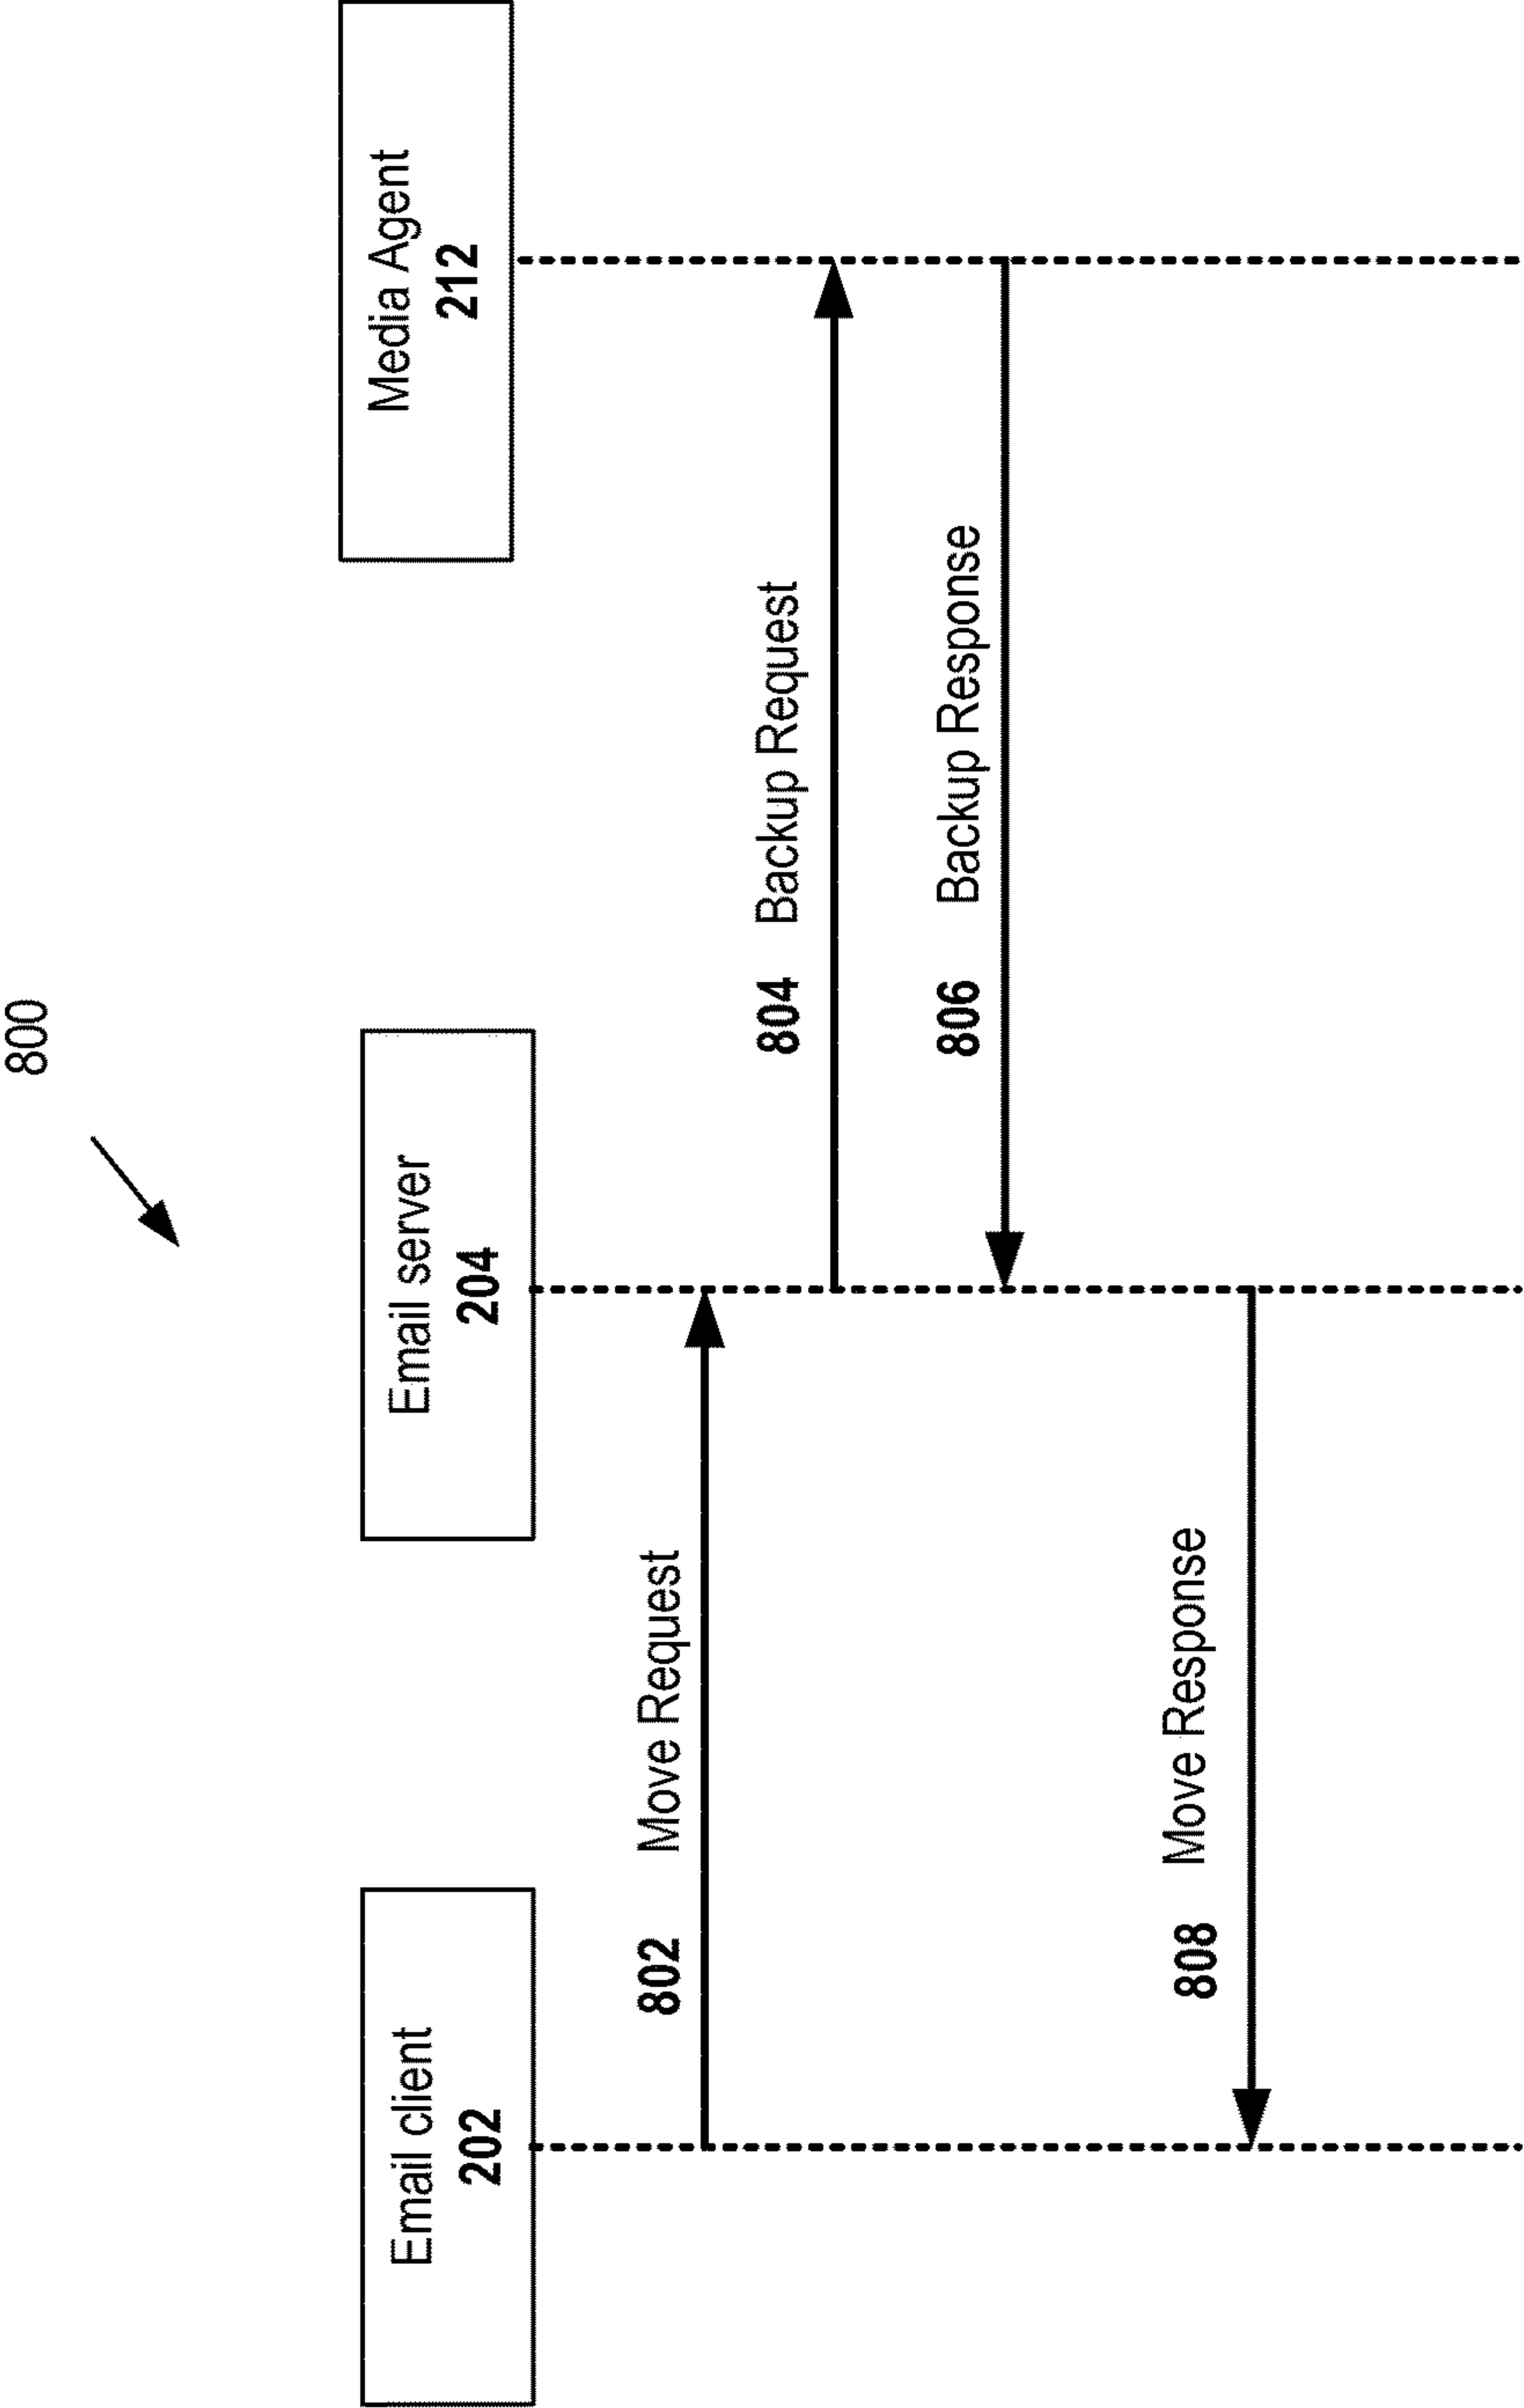 800
Email client
202
Email server
204
Media Agent
212
802 Move Request
804 Backup Request
806 Backup Response
808 Move Response